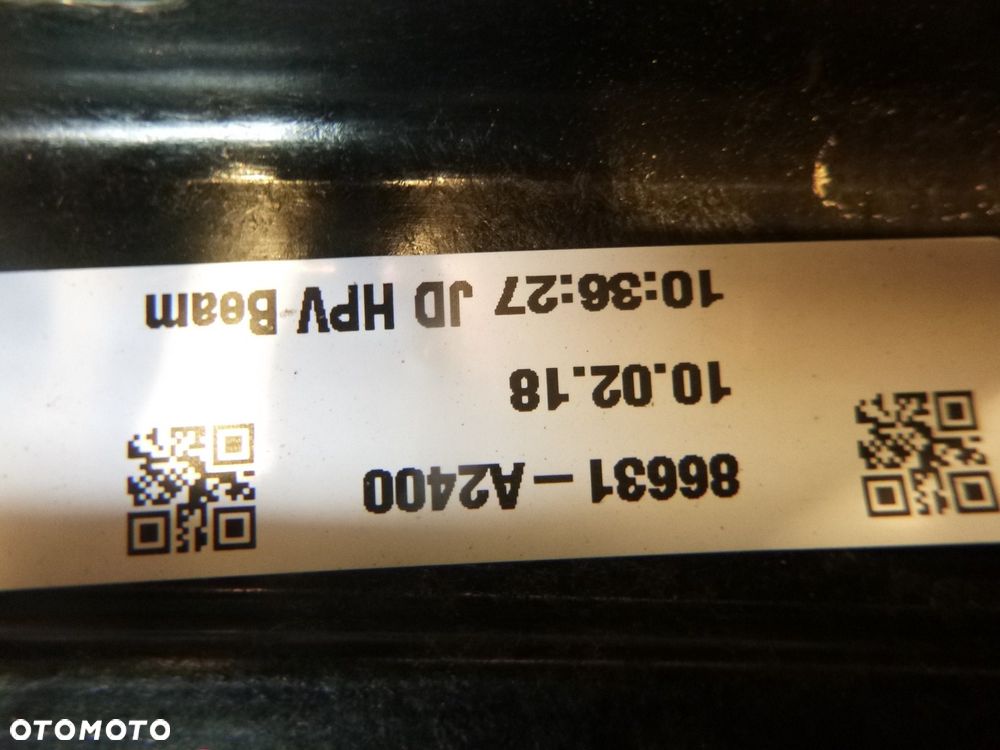 86631-A2400
10.02.18
10:36:27 JD HPV Beam
OTOMOTO